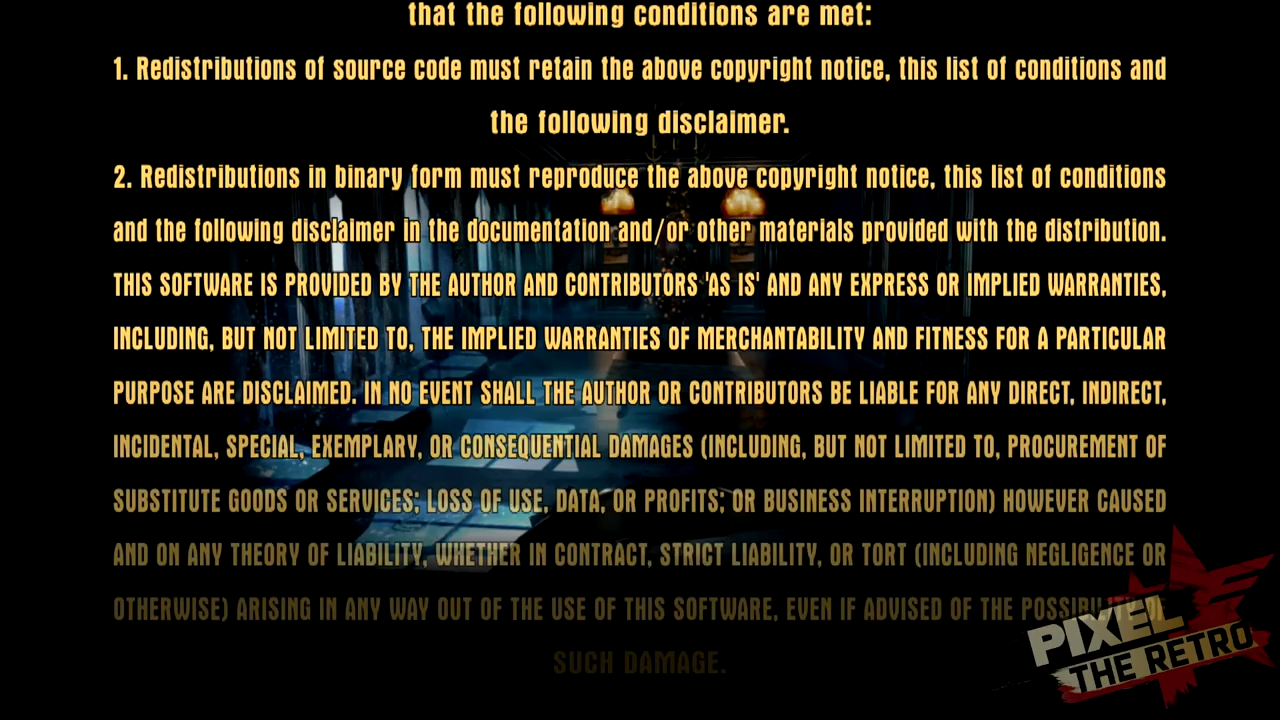 that the following conditions are met:
1. Redistributions of source code must retain the above copyright notice, this list of conditions and
the following disclaimer.
2. Redistributions in binary form must reproduce the above copyright notice, this list of conditions
and the following disclaimer in the documentation and/or other materials provided with the distribution.
THIS SOFTWARE IS PROVIDED BY THE AUTHOR AND CONTRIBUTORS 'AS IS' AND ANY EXPRESS OR IMPLIED WARRANTIES,
INCLUDING, BUT NOT LIMITED TO, THE IMPLIED WARRANTIES OF MERCHANTABILITY AND FITNESS FOR A PARTICULAR
PURPOSE ARE DISCLAIMED. IN NO EVENT SHALL THE AUTHOR OR CONTRIBUTORS BE LIABLE FOR ANY DIRECT, INDIRECT,
INCIDENTAL, SPECIAL, EXEMPLARY, OR CONSEQUENTIAL DAMAGES (INCLUDING, BUT NOT LIMITED TO, PROCUREMENT OF
SUBSTITUTE GOODS OR SERVICES; LOSS OF USE, DATA, OR PROFITS; OR BUSINESS INTERRUPTION) HOWEVER CAUSED
AND ON ANY THEORY OF LIABILITY, WHETHER IN CONTRACT, STRICT LIABILITY, OR TORT (INCLUDING NEGLIGENCE OR
OTHERWISE) ARISING IN ANY WAY OUT OF THE USE OF THIS SOFTWARE, EVEN IF ADVISED OF THE POSSIBILITY OF
SUCH DAMAGE.
PIXEL
THE RETRO